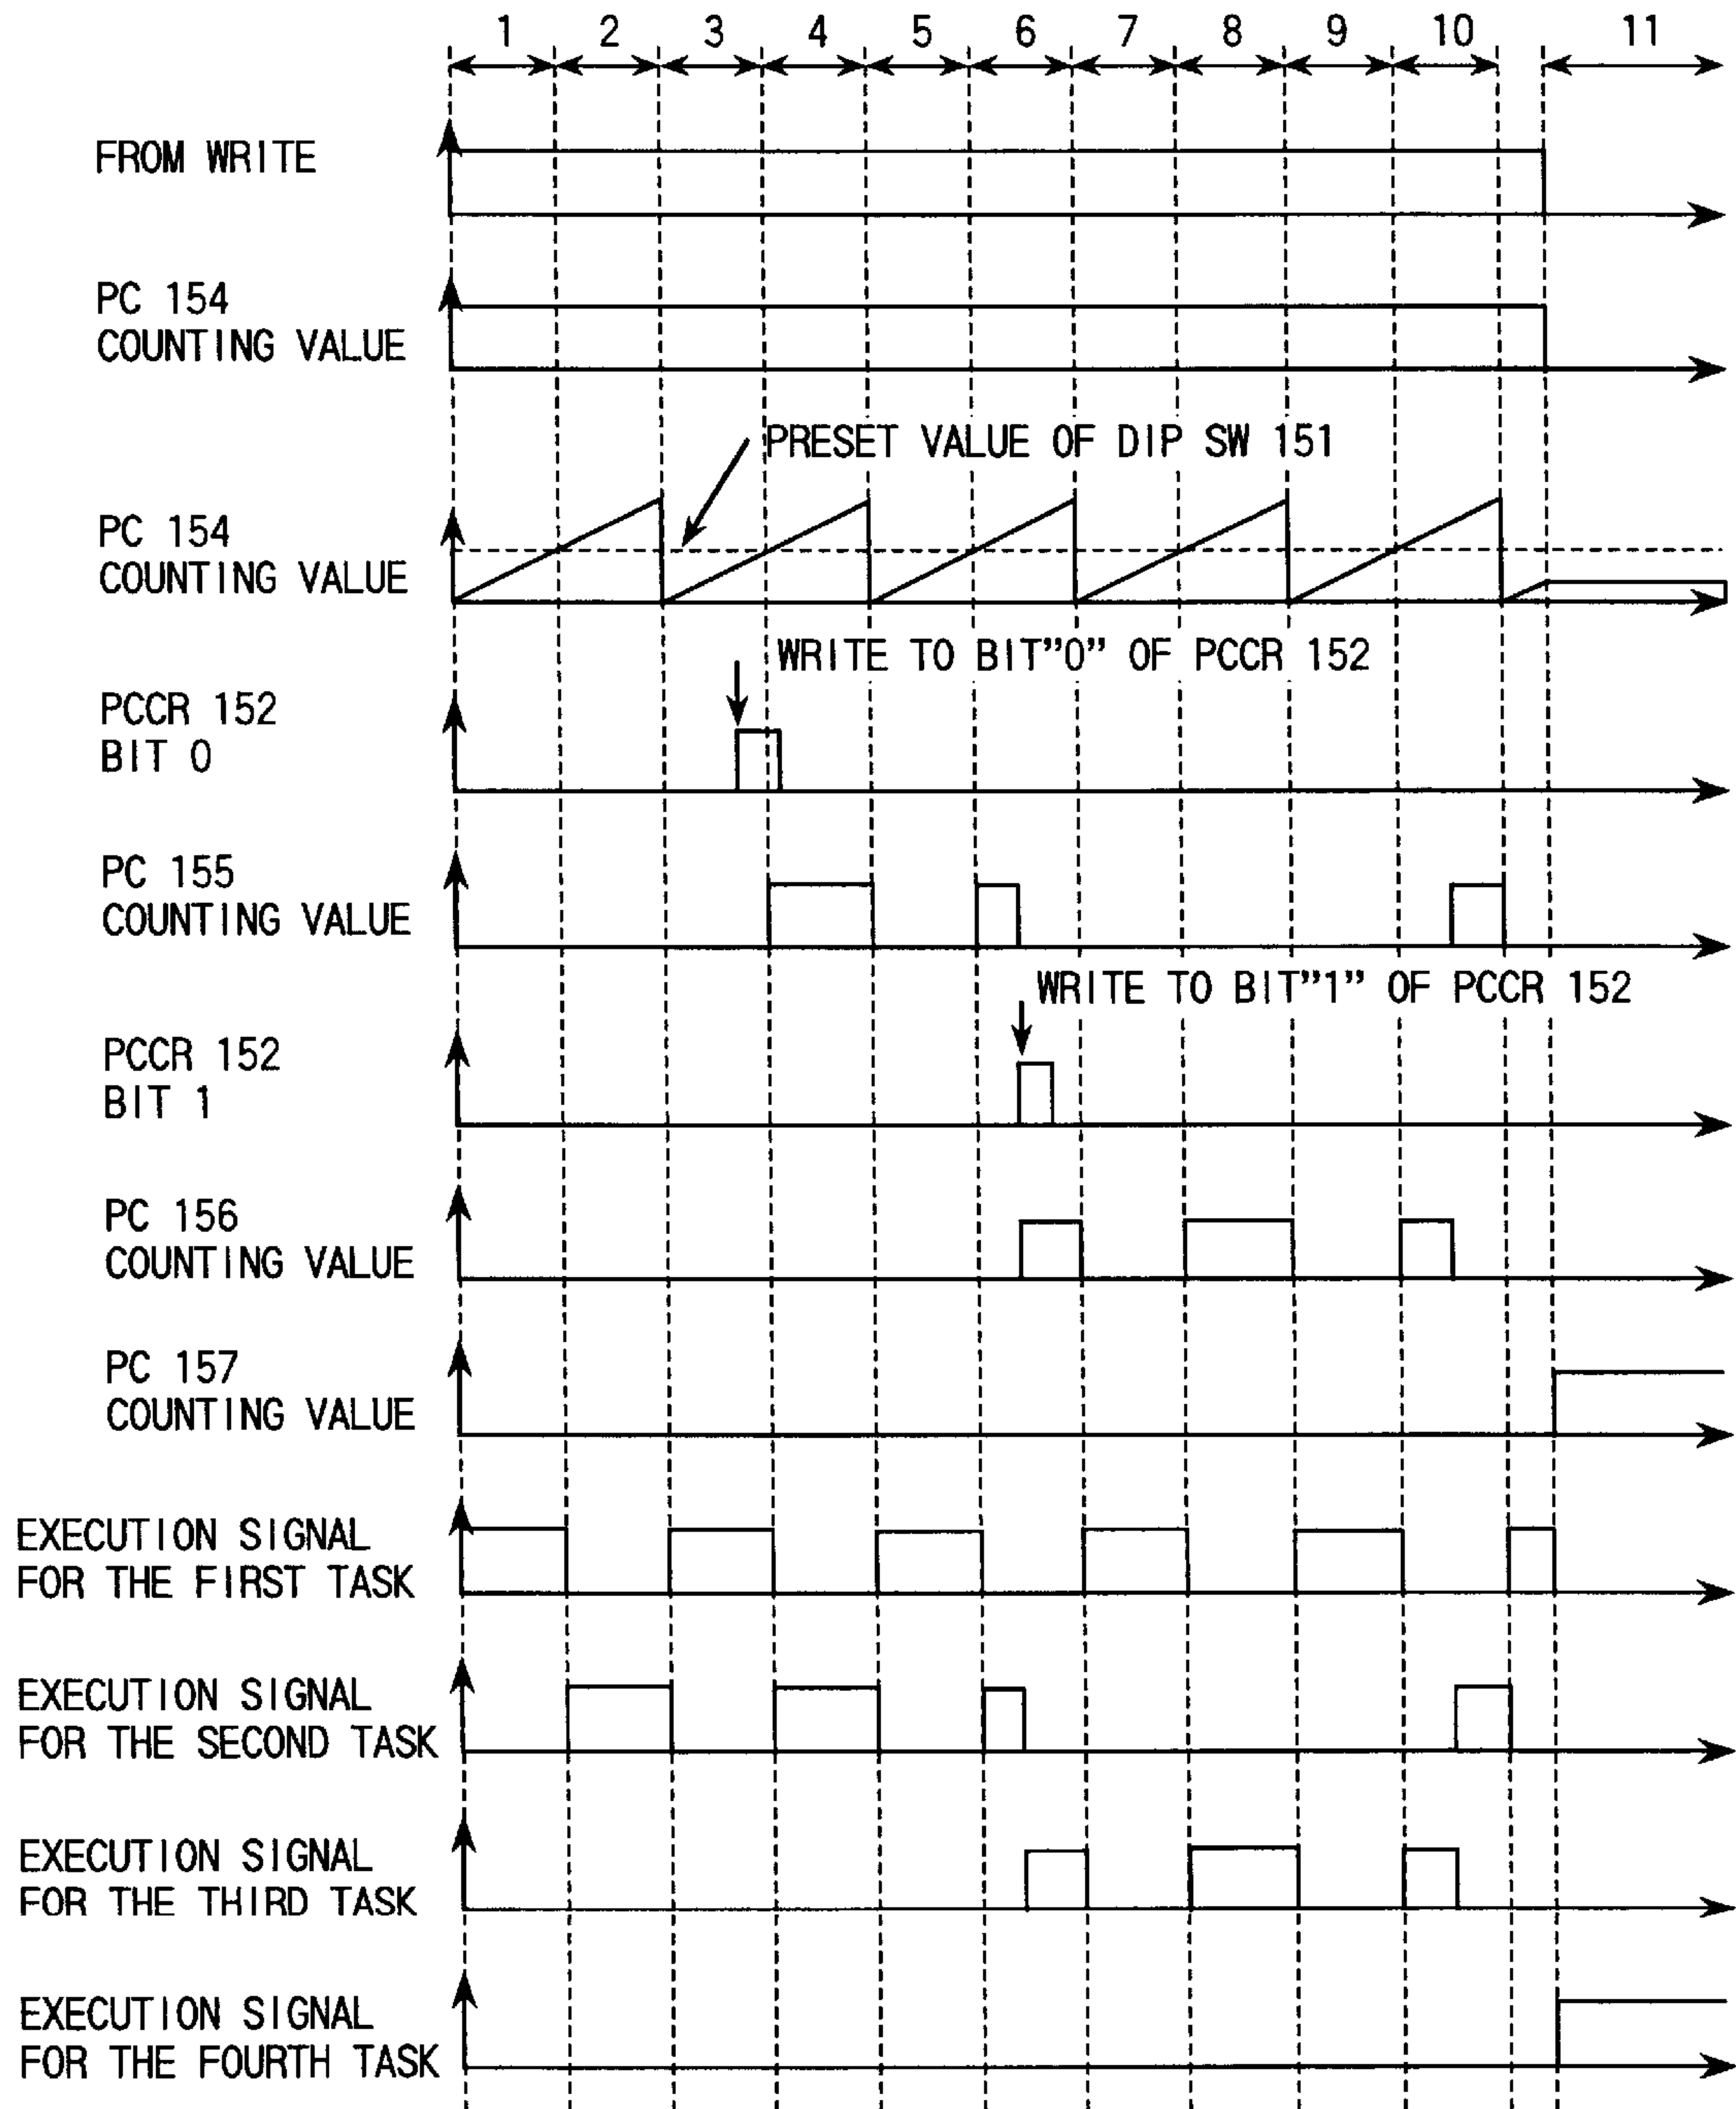 1 2 3 4 5 6 7 8 9 10 11
FROM WRITE
PC 154
COUNTING VALUE
PRESET VALUE OF DIP SW 151
PC 154
COUNTING VALUE
WRITE TO BIT"0" OF PCCR 152
PCCR 152
BIT 0
PC 155
COUNTING VALUE
WRITE TO BIT"1" OF PCCR 152
PCCR 152
BIT 1
PC 156
COUNTING VALUE
PC 157
COUNTING VALUE
EXECUTION SIGNAL
FOR THE FIRST TASK
EXECUTION SIGNAL
FOR THE SECOND TASK
EXECUTION SIGNAL
FOR THE THIRD TASK
EXECUTION SIGNAL
FOR THE FOURTH TASK